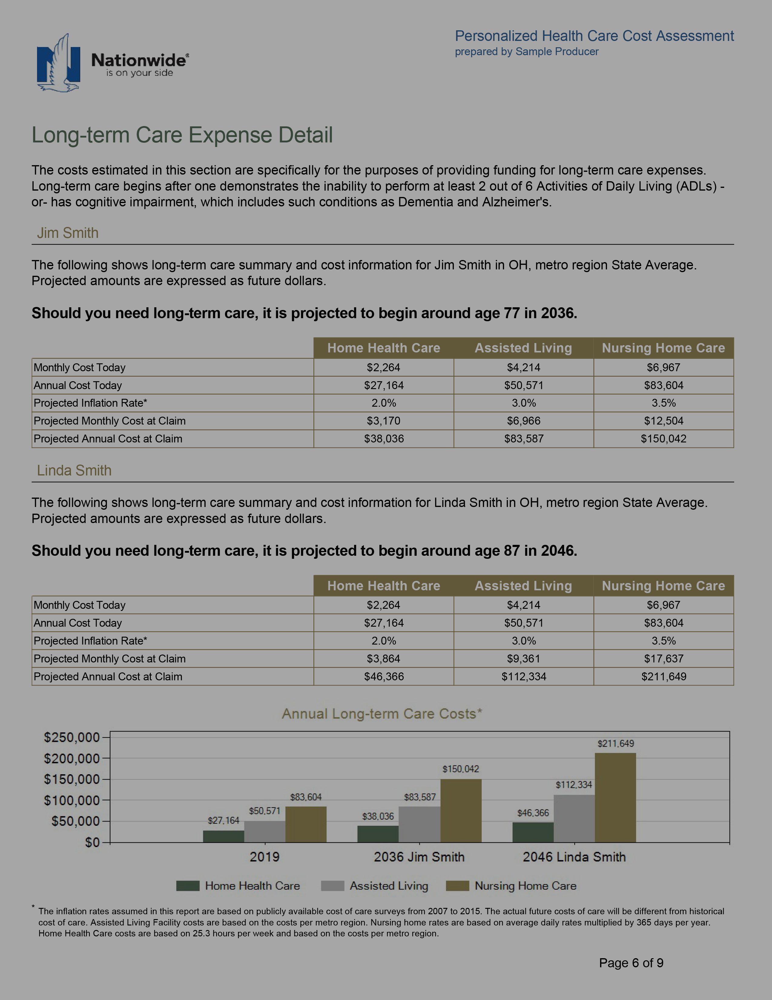 Personalized Health Care Cost Assessment
prepared by Sample Producer
Nationwide®
is on your side
Long-term Care Expense Detail
The costs estimated in this section are specifically for the purposes of providing funding for long-term care expenses.
Long-term care begins after one demonstrates the inability to perform at least 2 out of 6 Activities of Daily Living (ADLs) -
or- has cognitive impairment, which includes such conditions as Dementia and Alzheimer's.
Jim Smith
The following shows long-term care summary and cost information for Jim Smith in OH, metro region State Average.
Projected amounts are expressed as future dollars.
Should you need long-term care, it is projected to begin around age 77 in 2036.
Home Health Care Assisted Living Nursing Home Care
Monthly Cost Today $2,264 $4,214 $6,967
Annual Cost Today $27,164 $50,571 $83,604
Projected Inflation Rate* 2.0% 3.0% 3.5%
Projected Monthly Cost at Claim $3,170 $6,966 $12,504
Projected Annual Cost at Claim $38,036 $83,587 $150,042
Linda Smith
The following shows long-term care summary and cost information for Linda Smith in OH, metro region State Average.
Projected amounts are expressed as future dollars.
Should you need long-term care, it is projected to begin around age 87 in 2046.
Home Health Care Assisted Living Nursing Home Care
Monthly Cost Today $2,264 $4,214 $6,967
Annual Cost Today $27,164 $50,571 $83,604
Projected Inflation Rate* 2.0% 3.0% 3.5%
Projected Monthly Cost at Claim $3,864 $9,361 $17,637
Projected Annual Cost at Claim $46,366 $112,334 $211,649
Annual Long-term Care Costs*
$250,000
$200,000
$150,000
$100,000
$50,000
$0
$27,164 $50,571 $83,604
$38,036 $83,587 $150,042
$46,366 $112,334 $211,649
2019 2036 Jim Smith 2046 Linda Smith
Home Health Care Assisted Living Nursing Home Care
* The inflation rates assumed in this report are based on publicly available cost of care surveys from 2007 to 2015. The actual future costs of care will be different from historical
cost of care. Assisted Living Facility costs are based on the costs per metro region. Nursing home rates are based on average daily rates multiplied by 365 days per year.
Home Health Care costs are based on 25.3 hours per week and based on the costs per metro region.
Page 6 of 9